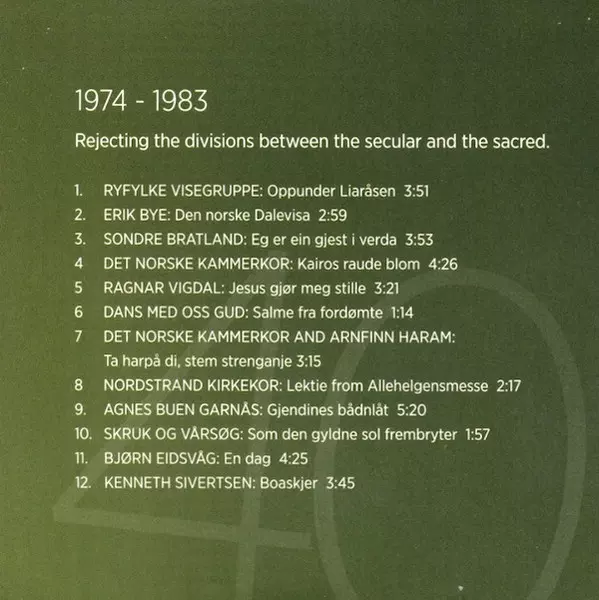 1974 - 1983
Rejecting the divisions between the secular and the sacred.
1. RYFYLKE VISEGRUPPE: Oppunder Liaråsen 3:51
2. ERIK BYE: Den norske Dalevisa 2:59
3. SONDRE BRATLAND: Eg er ein gjest i verda 3:53
4 DET NORSKE KAMMERKOR: Kairos raude blom 4:26
5 RAGNAR VIGDAL: Jesus gjør meg stille 3:21
6 DANS MED OSS GUD: Salme fra fordømte 1:14
7 DET NORSKE KAMMERKOR AND ARNFINN HARAM:
Ta harpå di, stem strenganje 3:15
8 NORDSTRAND KIRKEKOR: Lektie from Allehelgensmesse 2:17
9. AGNES BUEN GARNÅS: Gjendines bådnlåt 5:20
10. SKRUK OG VÅRSØG: Som den gyldne sol frembryter 1:57
11. BJØRN EIDSVÅG: En dag 4:25
12. KENNETH SIVERTSEN: Boaskjer 3:45
40